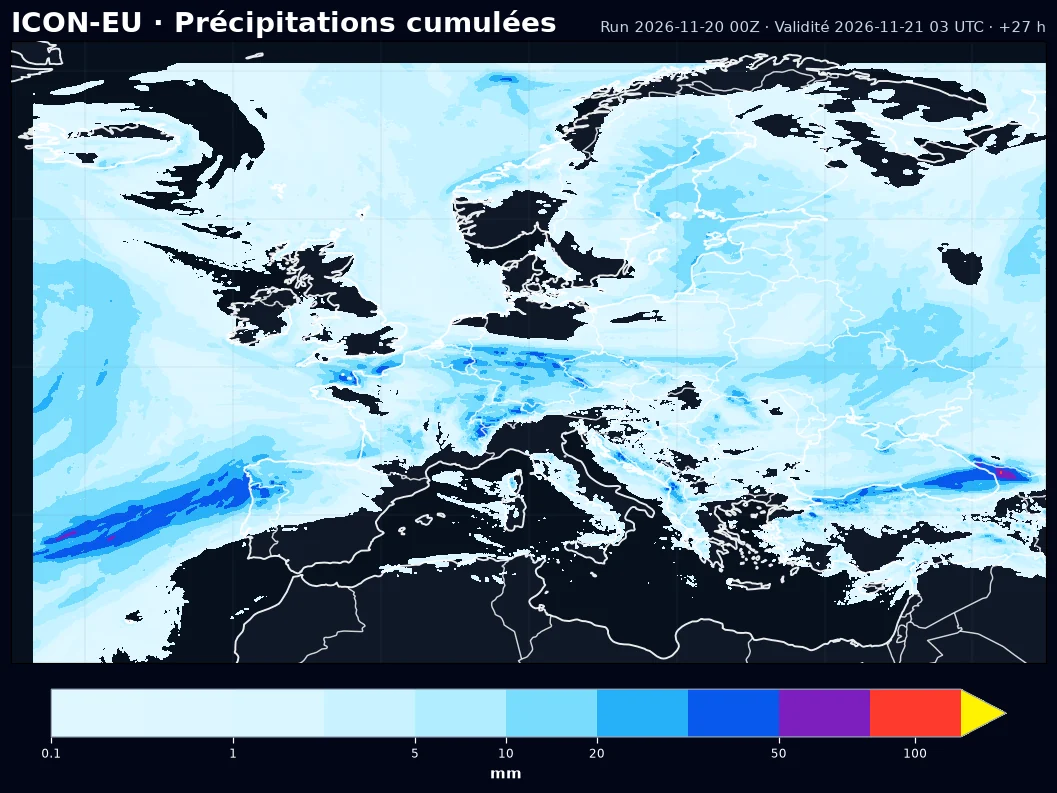 ICON-EU · Précipitations cumulées
Run 2026-11-20 00Z · Validité 2026-11-21 03 UTC · +27 h
0.1 1 5 10 20 50 100
mm